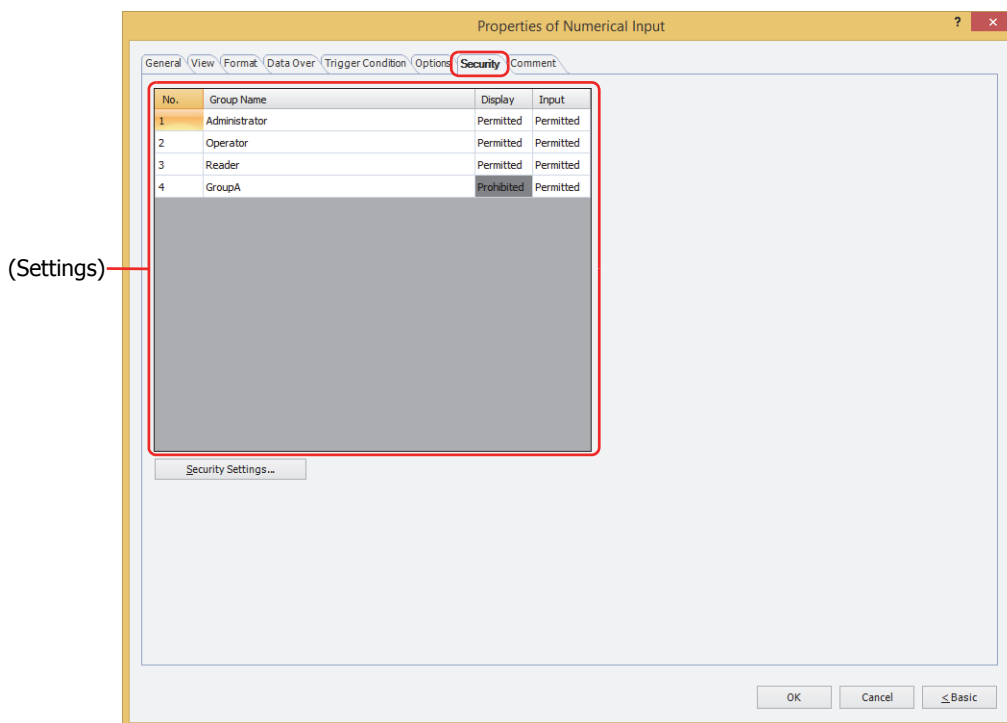 Properties of Numerical Input
? ×
General View Format Data Over Trigger Condition Options Security Comment
No. Group Name Display Input
1 Administrator Permitted Permitted
2 Operator Permitted Permitted
3 Reader Permitted Permitted
4 GroupA Prohibited Permitted
(Settings)
Security Settings...
OK Cancel < Basic